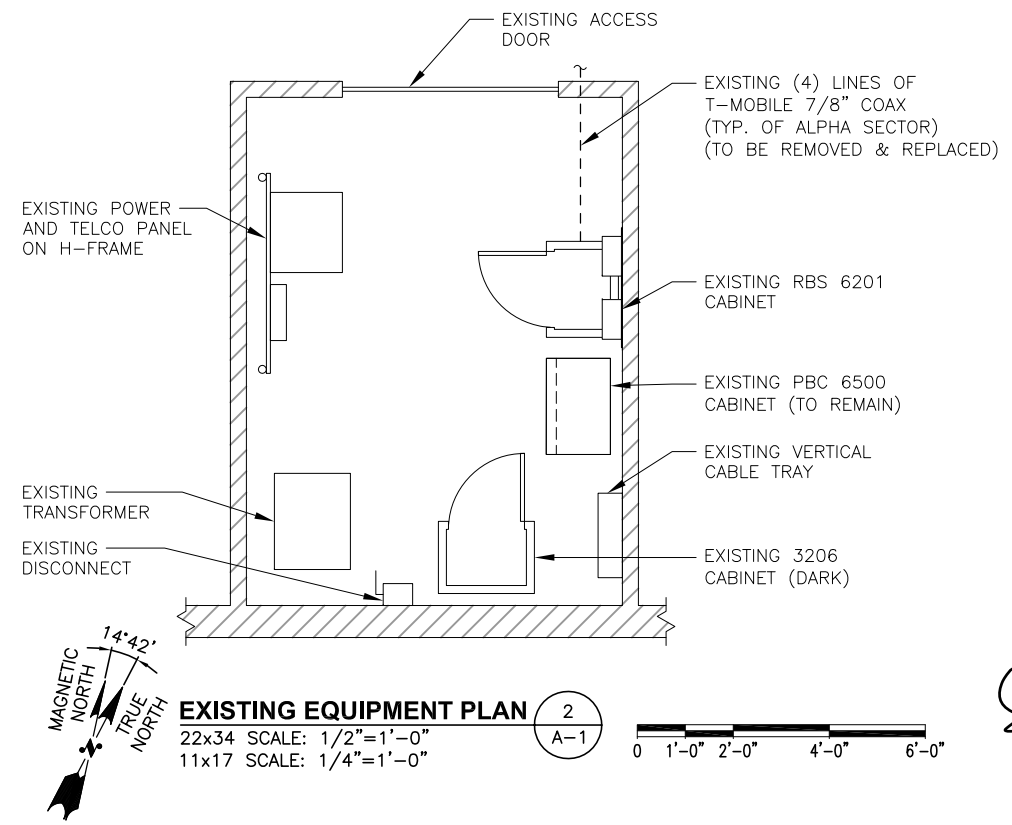 EXISTING ACCESS
DOOR
EXISTING (4) LINES OF
T-MOBILE 7/8" COAX
(TYP. OF ALPHA SECTOR)
(TO BE REMOVED & REPLACED)
EXISTING POWER
AND TELCO PANEL
ON H-FRAME
EXISTING RBS 6201
CABINET
EXISTING PBC 6500
CABINET (TO REMAIN)
EXISTING VERTICAL
CABLE TRAY
EXISTING
TRANSFORMER
EXISTING
DISCONNECT
EXISTING 3206
CABINET (DARK)
14°42'
MAGNETIC
NORTH
TRUE
NORTH
N
EXISTING EQUIPMENT PLAN
2
A-1
22x34 SCALE: 1/2"=1'-0"
11x17 SCALE: 1/4"=1'-0"
0 1'-0" 2'-0" 4'-0" 6'-0"